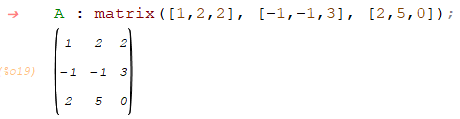 → A : matrix([1,2,2], [-1,-1,3], [2,5,0]);
1 2 2
%o19) -1 -1 3
2 5 0